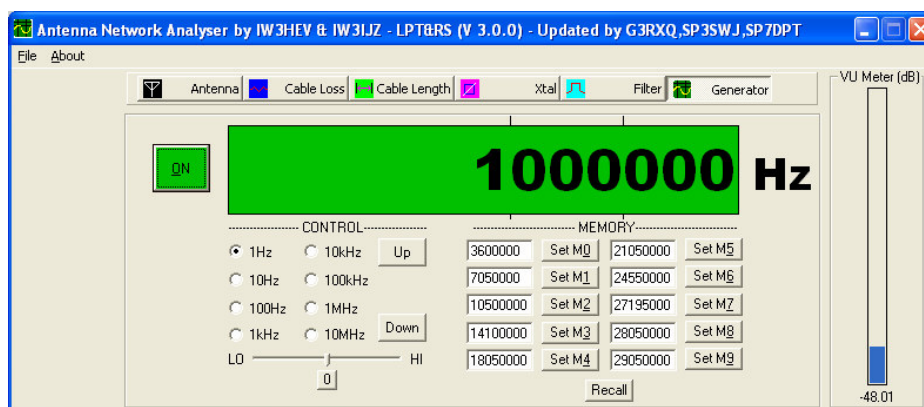 Antenna Network Analyser by IW3HEV & IW3IJZ - LPT&RS (V 3.0.0) - Updated by G3RXQ,SP3SWJ,SP7DPT
File About
Antenna Cable Loss Cable Length Xtal Filter Generator
VU Meter (dB)
ON
1000000 Hz
CONTROL
1Hz 10kHz Up
10Hz 100kHz
100Hz 1MHz
1kHz 10MHz Down
LO HI
0
MEMORY
3600000 Set M0 21050000 Set M5
7050000 Set M1 24550000 Set M6
10500000 Set M2 27195000 Set M7
14100000 Set M3 28050000 Set M8
18050000 Set M4 29050000 Set M9
Recall
-48.01